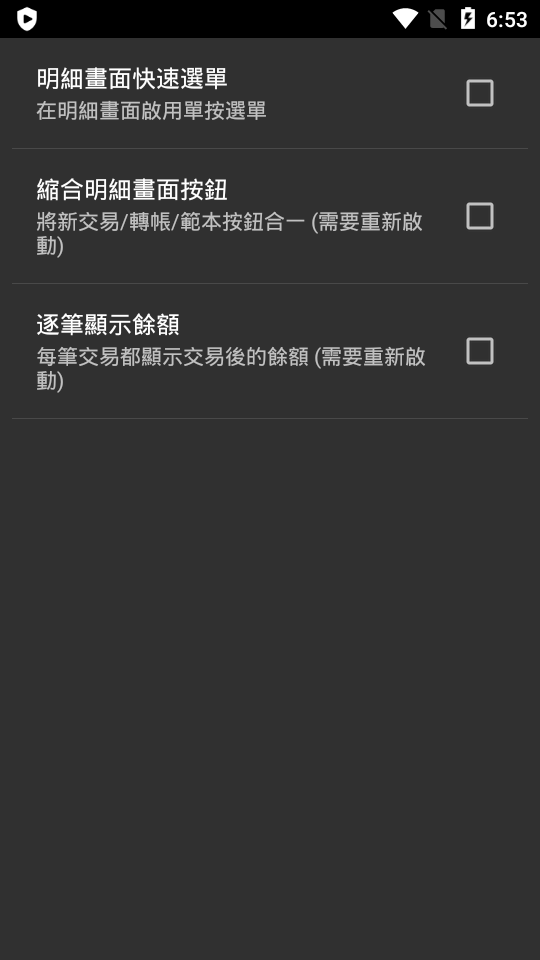 6:53
明細畫面快速選單
在明細畫面啟用單按選單
縮合明細畫面按鈕
將新交易/轉帳/範本按鈕合一 (需要重新啟
動)
逐筆顯示餘額
每筆交易都顯示交易後的餘額 (需要重新啟
動)